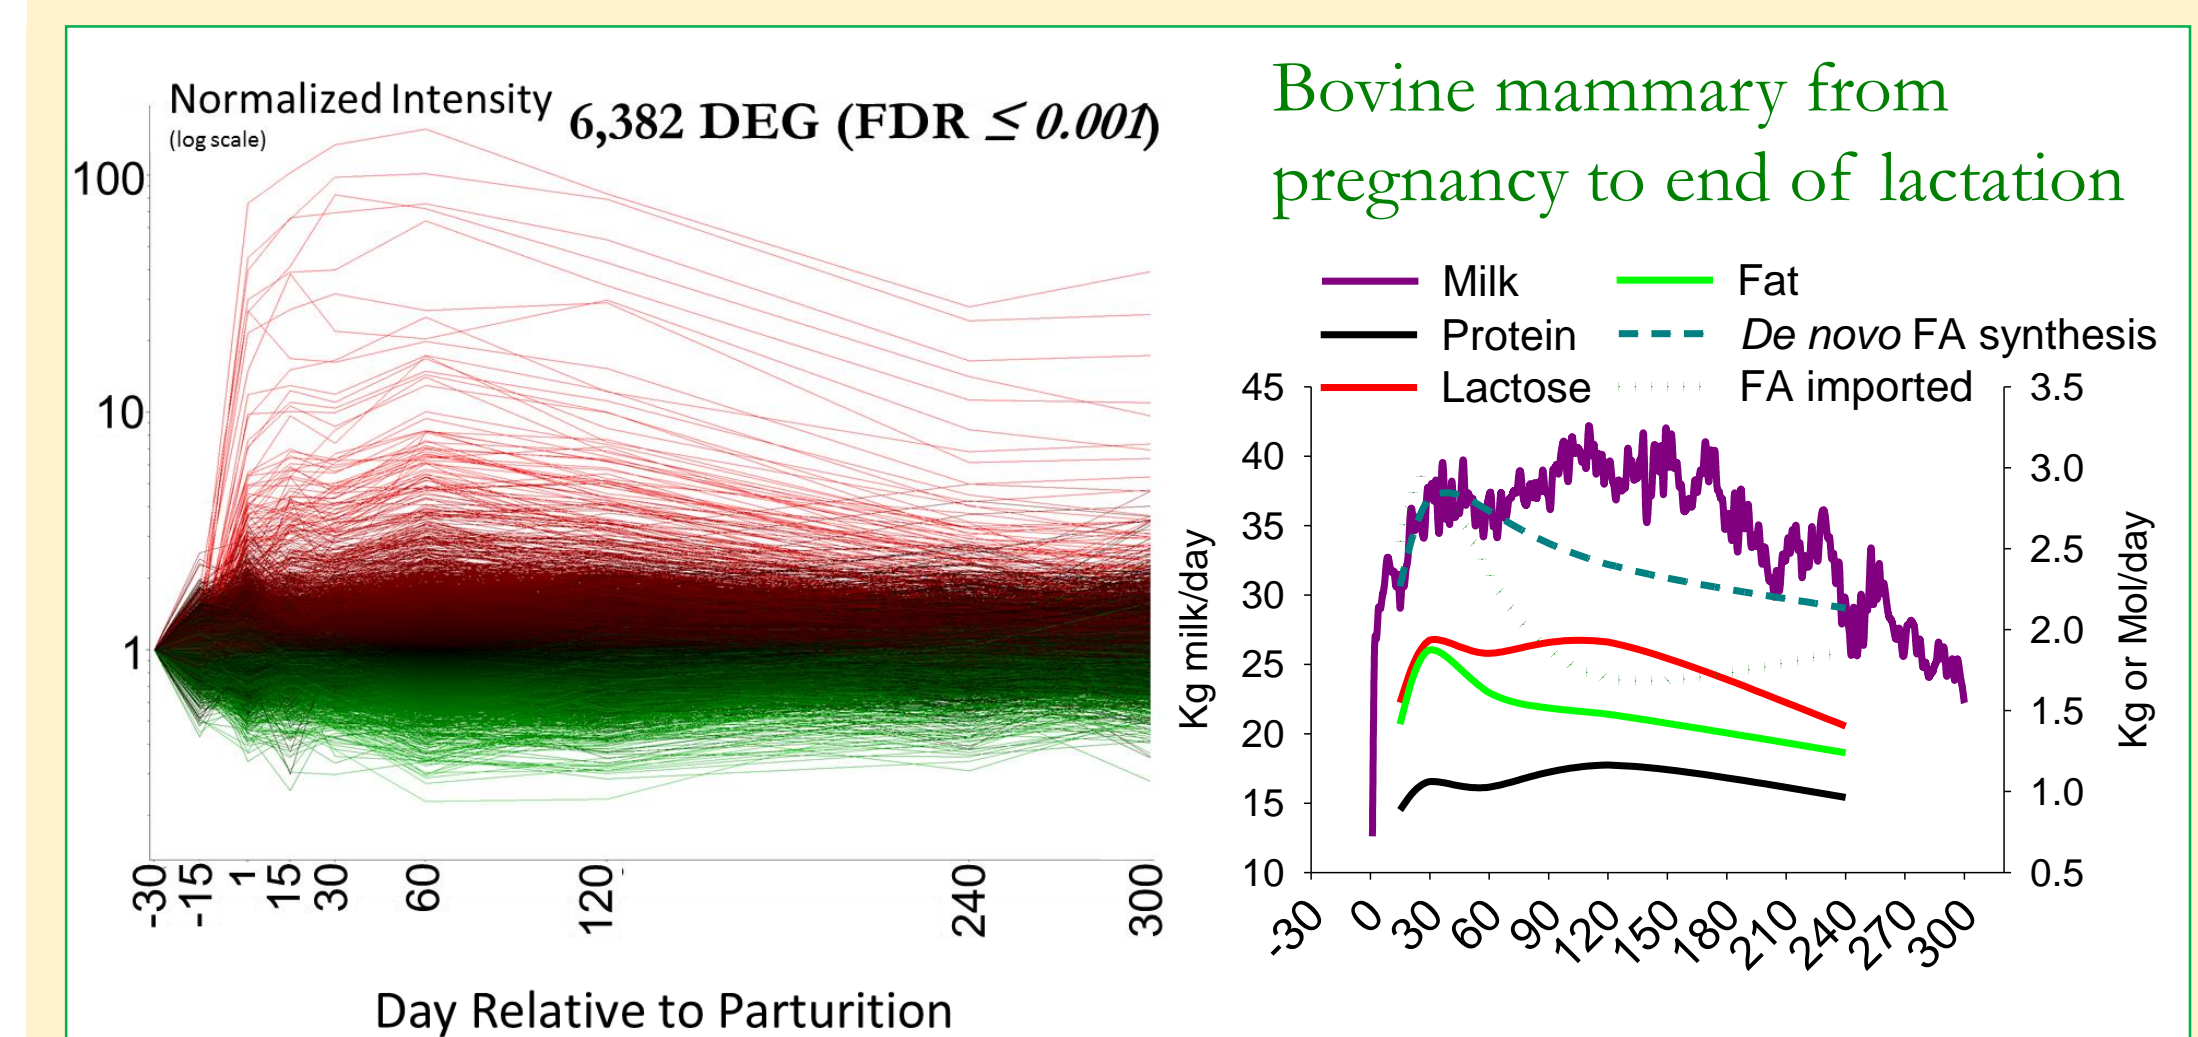 Normalized Intensity
(log scale)
6,382 DEG (FDR ≤ 0.001)
100
10
1
-30
-15
1
15
30
60
120
240
300
Day Relative to Parturition
Bovine mammary from
pregnancy to end of lactation
Milk
Fat
Protein
De novo FA synthesis
Lactose
FA imported
Kg milk/day
45
40
35
30
25
20
15
10
3.5
3.0
2.5
2.0
1.5
1.0
0.5
Kg or Mol/day
-30
0
30
60
90
120
150
180
210
240
270
300